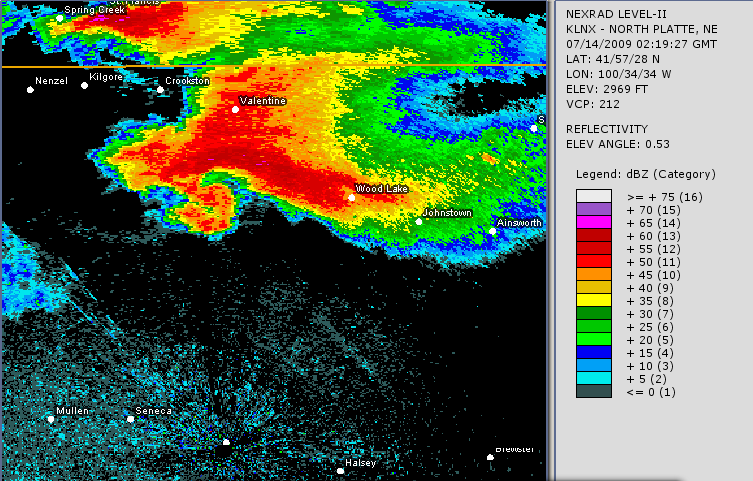 St. Francis
Spring Creek
Nenzel
Kilgore
Crookston
Valentine
S
Wood Lake
Johnstown
Ainsworth
Mullen
Seneca
Halsey
Brewster
NEXRAD LEVEL-II
KLNX - NORTH PLATTE, NE
07/14/2009 02:19:27 GMT
LAT: 41/57/28 N
LON: 100/34/34 W
ELEV: 2969 FT
VCP: 212
REFLECTIVITY
ELEV ANGLE: 0.53
Legend: dBZ (Category)
>= + 75 (16)
+ 70 (15)
+ 65 (14)
+ 60 (13)
+ 55 (12)
+ 50 (11)
+ 45 (10)
+ 40 (9)
+ 35 (8)
+ 30 (7)
+ 25 (6)
+ 20 (5)
+ 15 (4)
+ 10 (3)
+ 5 (2)
<= 0 (1)